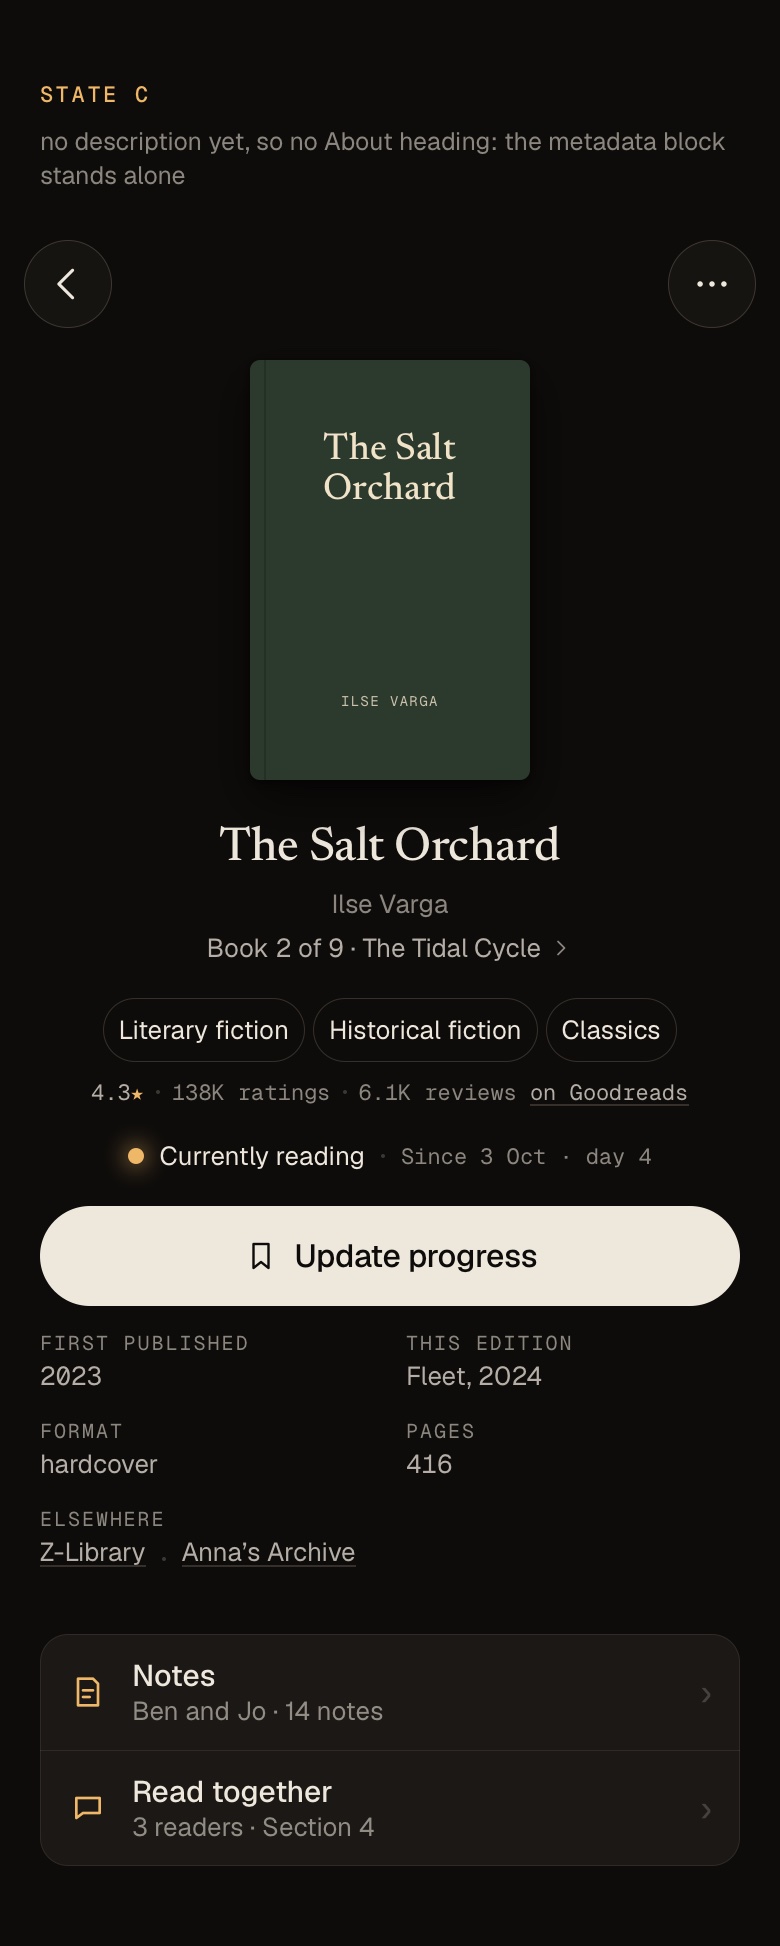 STATE C
no description yet, so no About heading: the metadata block
stands alone
The Salt
Orchard
ILSE VARGA
The Salt Orchard
Ilse Varga
Book 2 of 9 · The Tidal Cycle
Literary fiction Historical fiction Classics
4.3★ · 138K ratings · 6.1K reviews on Goodreads
Currently reading · Since 3 Oct · day 4
Update progress
FIRST PUBLISHED THIS EDITION
2023 Fleet, 2024
FORMAT PAGES
hardcover 416
ELSEWHERE
Z-Library . Anna’s Archive
Notes
Ben and Jo · 14 notes
Read together
3 readers · Section 4